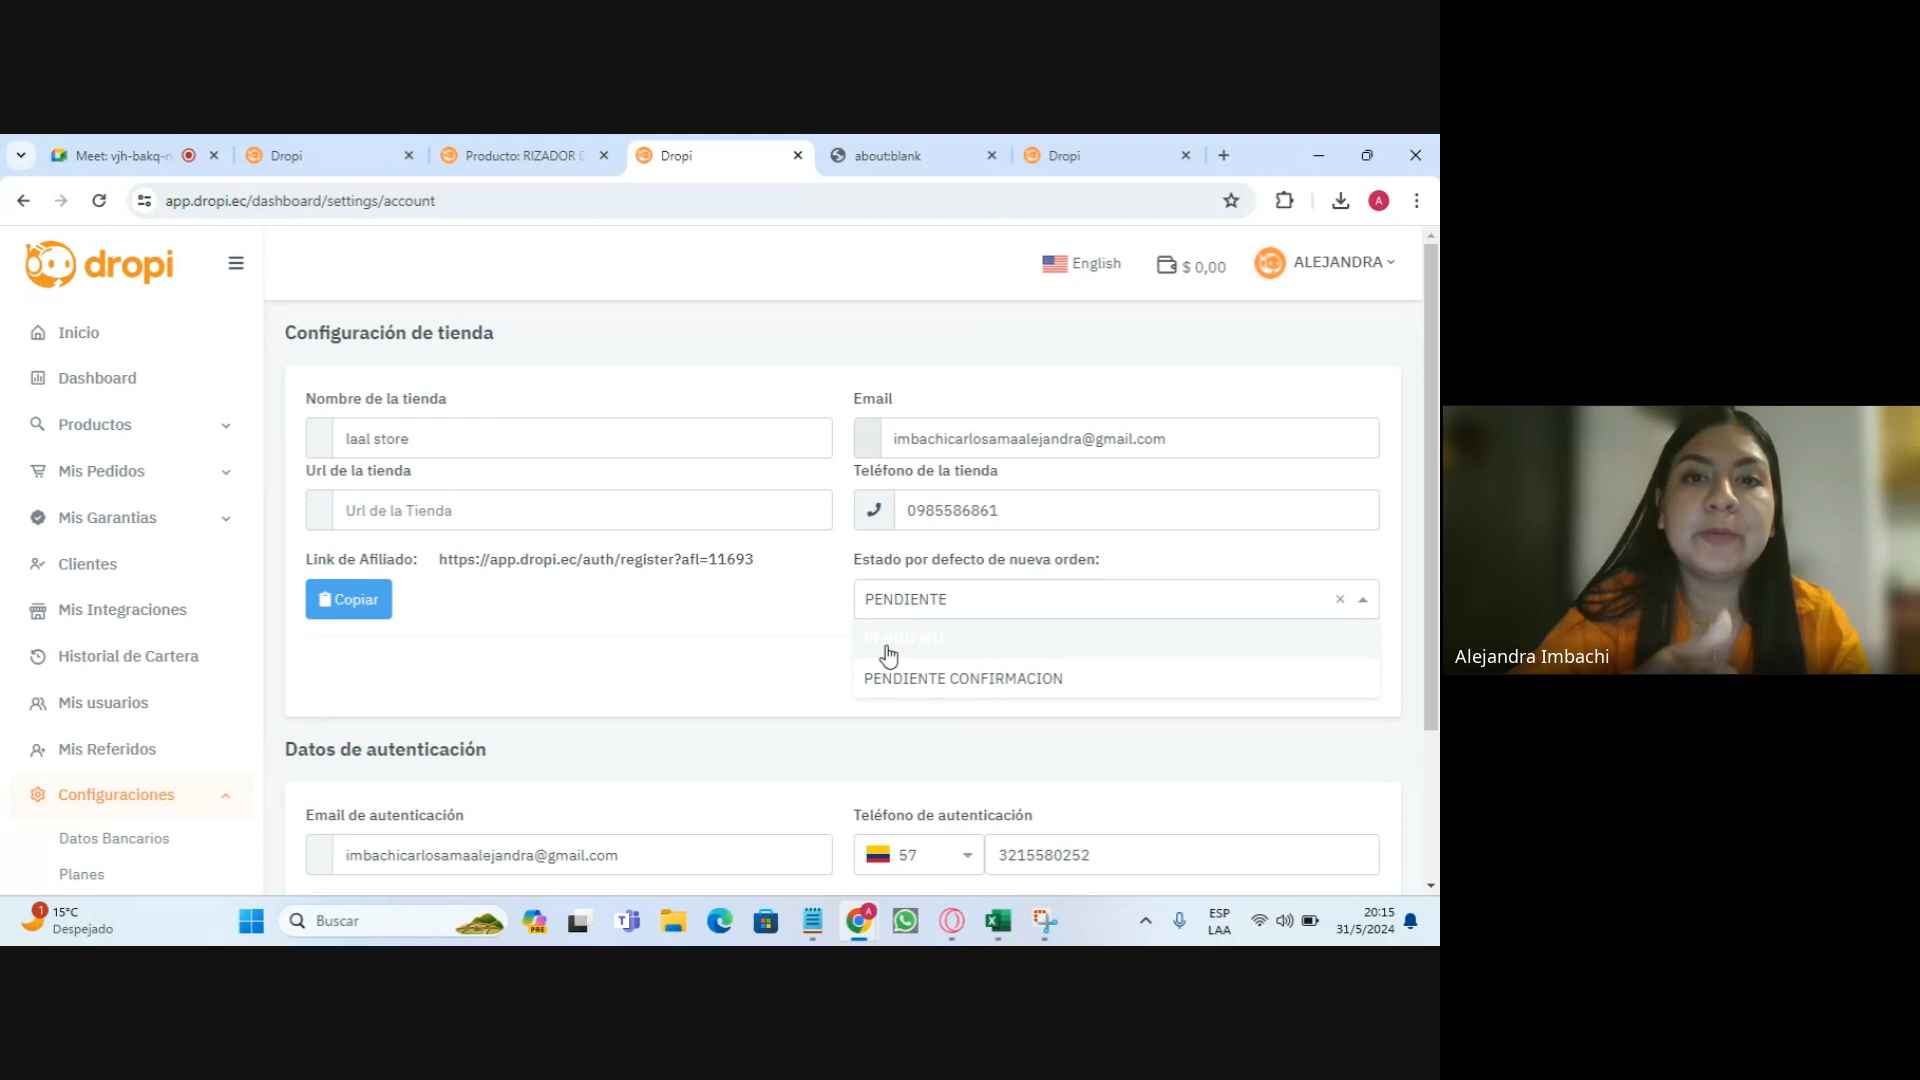 Meet: vjh-bakq-n
Dropi
Producto: RIZADOR D
Dropi
about:blank
Dropi
app.dropi.ec/dashboard/settings/account
A
dropi
English
$ 0,00
ALEJANDRA
Inicio
Dashboard
Productos
Mis Pedidos
Mis Garantias
Clientes
Mis Integraciones
Historial de Cartera
Mis usuarios
Mis Referidos
Configuraciones
Datos Bancarios
Planes
Configuración de tienda
Nombre de la tienda
laal store
Email
imbachicarlosamaalejandra@gmail.com
Url de la tienda
Url de la Tienda
Teléfono de la tienda
0985586861
Link de Afiliado: https://app.dropi.ec/auth/register?afl=11693
Copiar
Estado por defecto de nueva orden:
PENDIENTE
PENDIENTE
PENDIENTE CONFIRMACION
Datos de autenticación
Email de autenticación
imbachicarlosamaalejandra@gmail.com
Teléfono de autenticación
57
3215580252
Alejandra Imbachi
1
15°C
Despejado
Buscar
PRE
A
ESP
LAA
20:15
31/5/2024